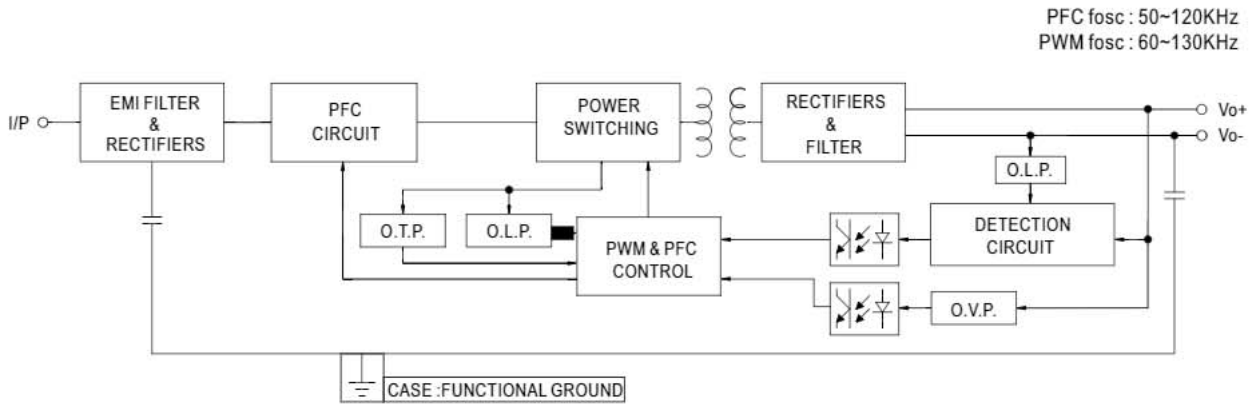 PFC fosc : 50~120KHz
PWM fosc : 60~130KHz
I/P
EMI FILTER
&
RECTIFIERS
PFC
CIRCUIT
POWER
SWITCHING
RECTIFIERS
&
FILTER
Vo+
Vo-
O.L.P.
O.T.P.
O.L.P.
PWM & PFC
CONTROL
DETECTION
CIRCUIT
O.V.P.
CASE :FUNCTIONAL GROUND